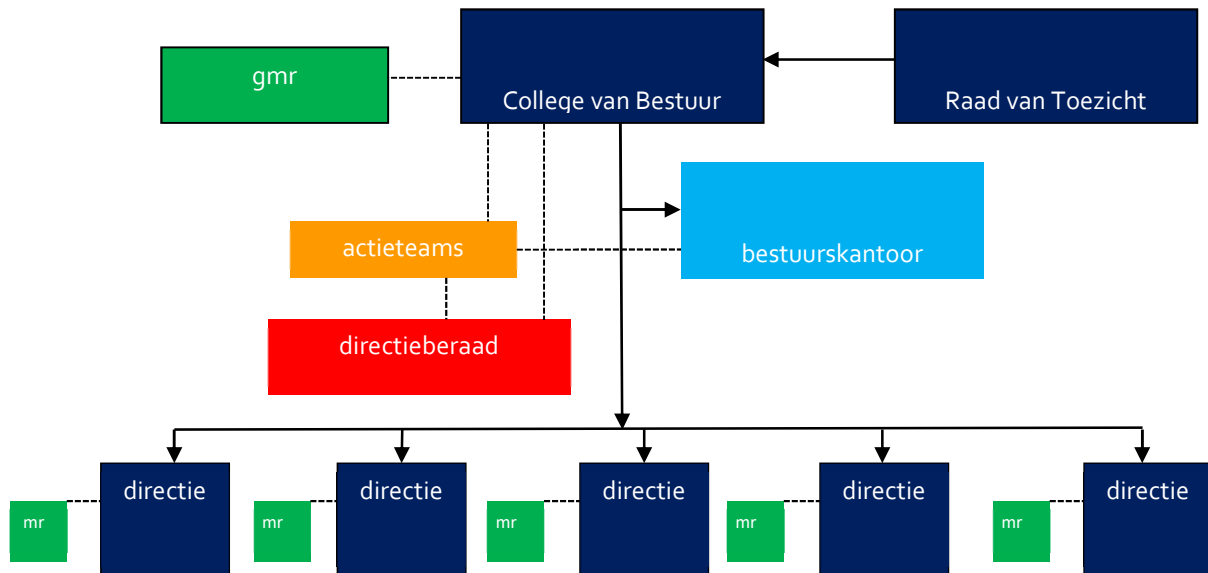 gmr
College van Bestuur
Raad van Toezicht
actieteams
bestuurskantoor
directieberaad
directie
directie
directie
directie
directie
mr
mr
mr
mr
mr